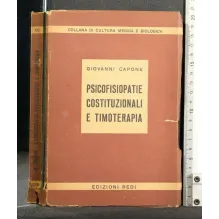 COLLANA DI CULTURA MEDICA E BIOLOGICA
GIOVANNI CAPONE
PSICOFISIOPATIE
COSTITUZIONALI
E TIMOTERAPIA
EDIZIONI REDI